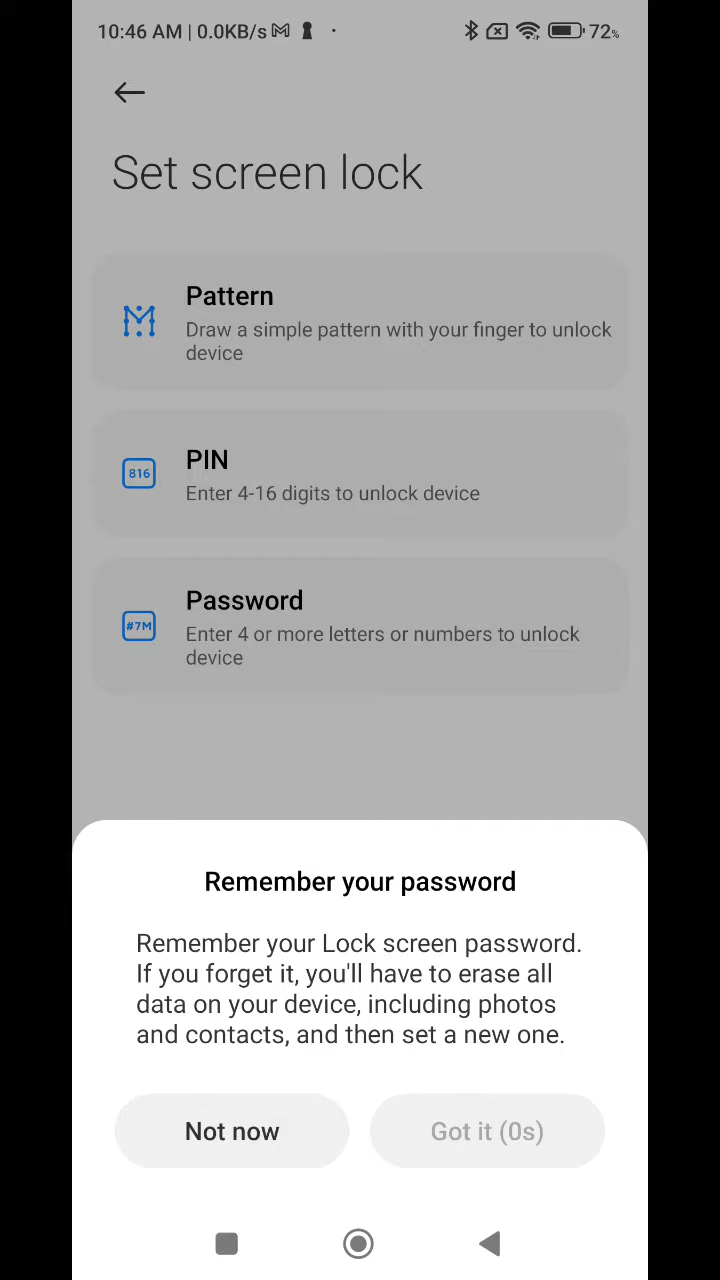 10:46 AM | 0.0KB/s
72%
Set screen lock
Pattern
Draw a simple pattern with your finger to unlock
device
816
PIN
Enter 4-16 digits to unlock device
#7M
Password
Enter 4 or more letters or numbers to unlock
device
Remember your password
Remember your Lock screen password.
If you forget it, you'll have to erase all
data on your device, including photos
and contacts, and then set a new one.
Not now
Got it (0s)